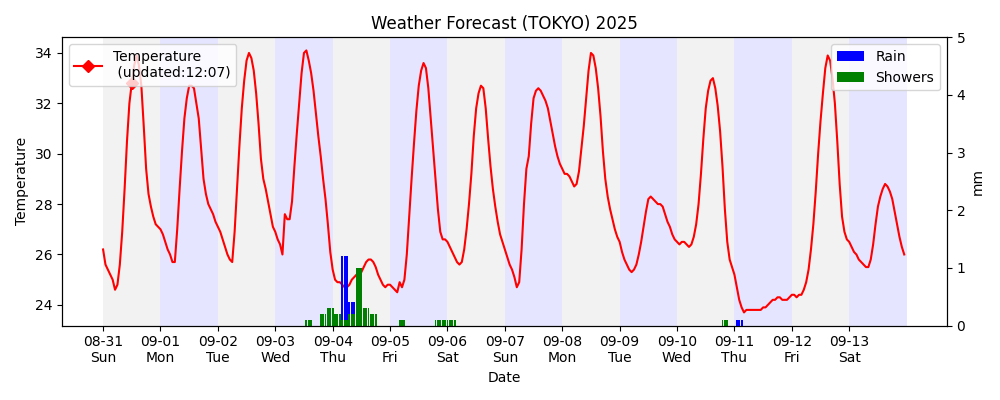 Weather Forecast (TOKYO) 2025
Temperature
(updated:12:07)
Rain
Showers
Temperature
34
32
30
28
26
24
5
4
3
2
1
0
mm
08-31 09-01 09-02 09-03 09-04 09-05 09-06 09-07 09-08 09-09 09-10 09-11 09-12 09-13
Sun Mon Tue Wed Thu Fri Sat Sun Mon Tue Wed Thu Fri Sat
Date